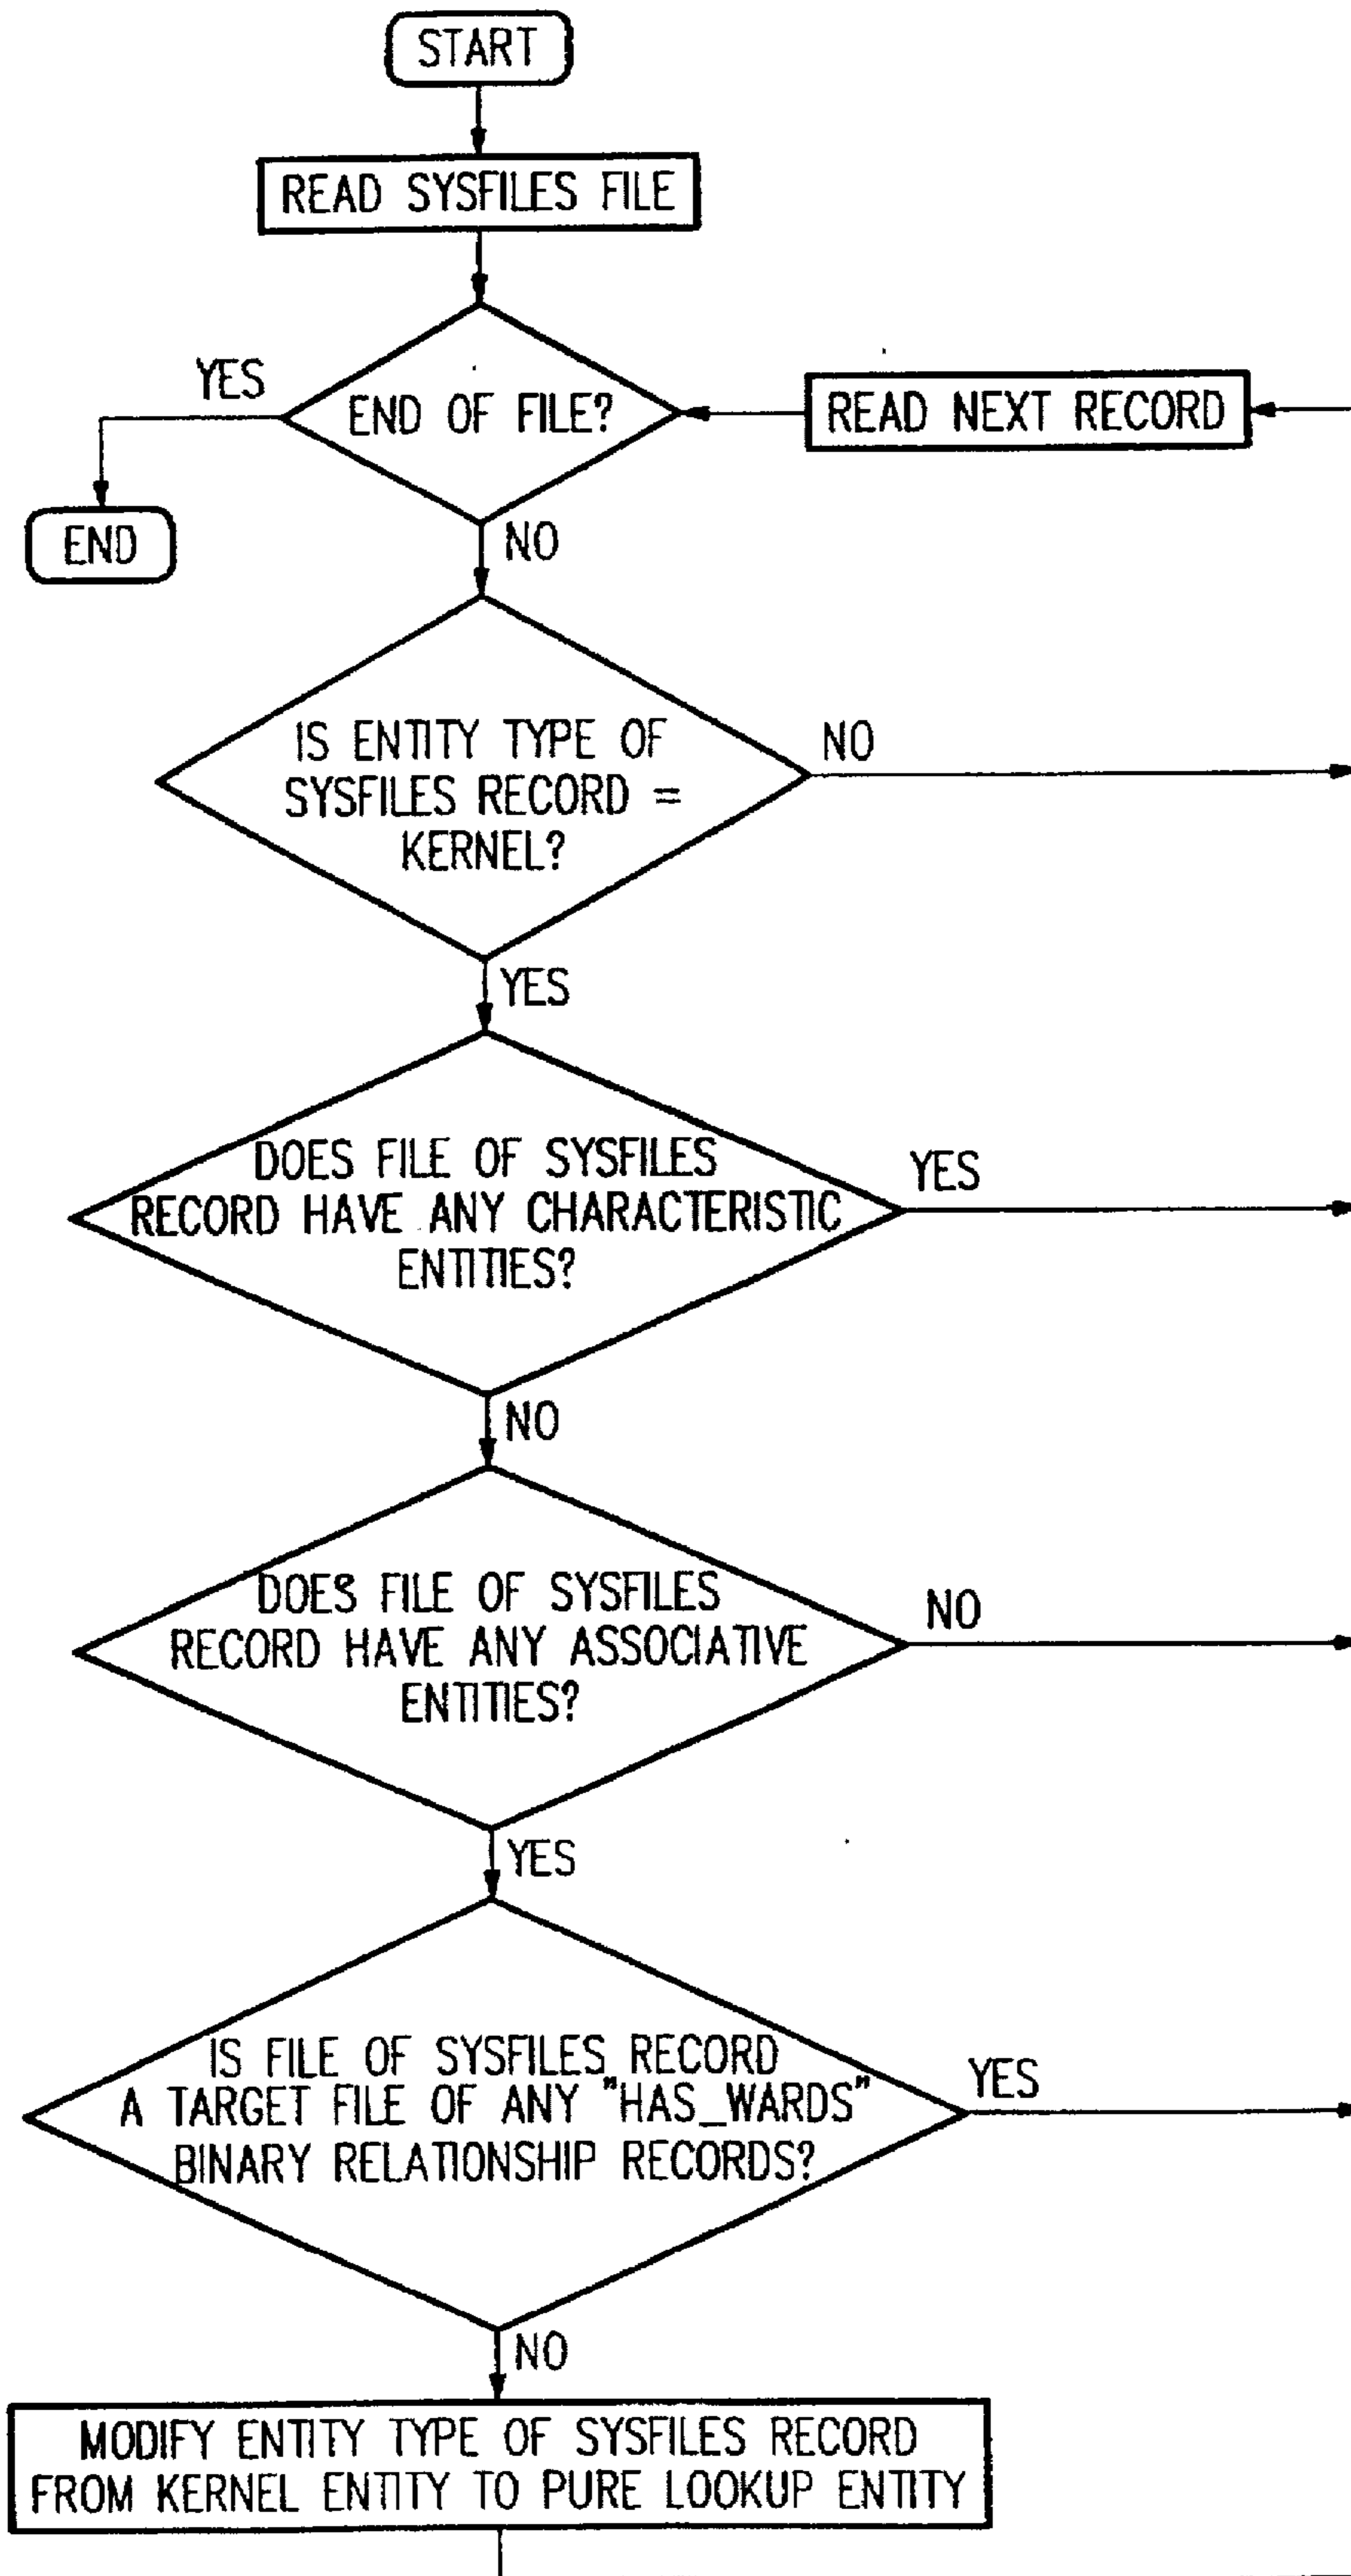 START
READ SYSFILES FILE
YES
END OF FILE?
READ NEXT RECORD
END
NO
IS ENTITY TYPE OF
SYSFILES RECORD =
KERNEL?
NO
YES
DOES FILE OF SYSFILES
RECORD HAVE ANY CHARACTERISTIC
ENTITIES?
YES
NO
DOES FILE OF SYSFILES
RECORD HAVE ANY ASSOCIATIVE
ENTITIES?
NO
YES
IS FILE OF SYSFILES RECORD
A TARGET FILE OF ANY "HAS_WARDS"
BINARY RELATIONSHIP RECORDS?
YES
NO
MODIFY ENTITY TYPE OF SYSFILES RECORD
FROM KERNEL ENTITY TO PURE LOOKUP ENTITY